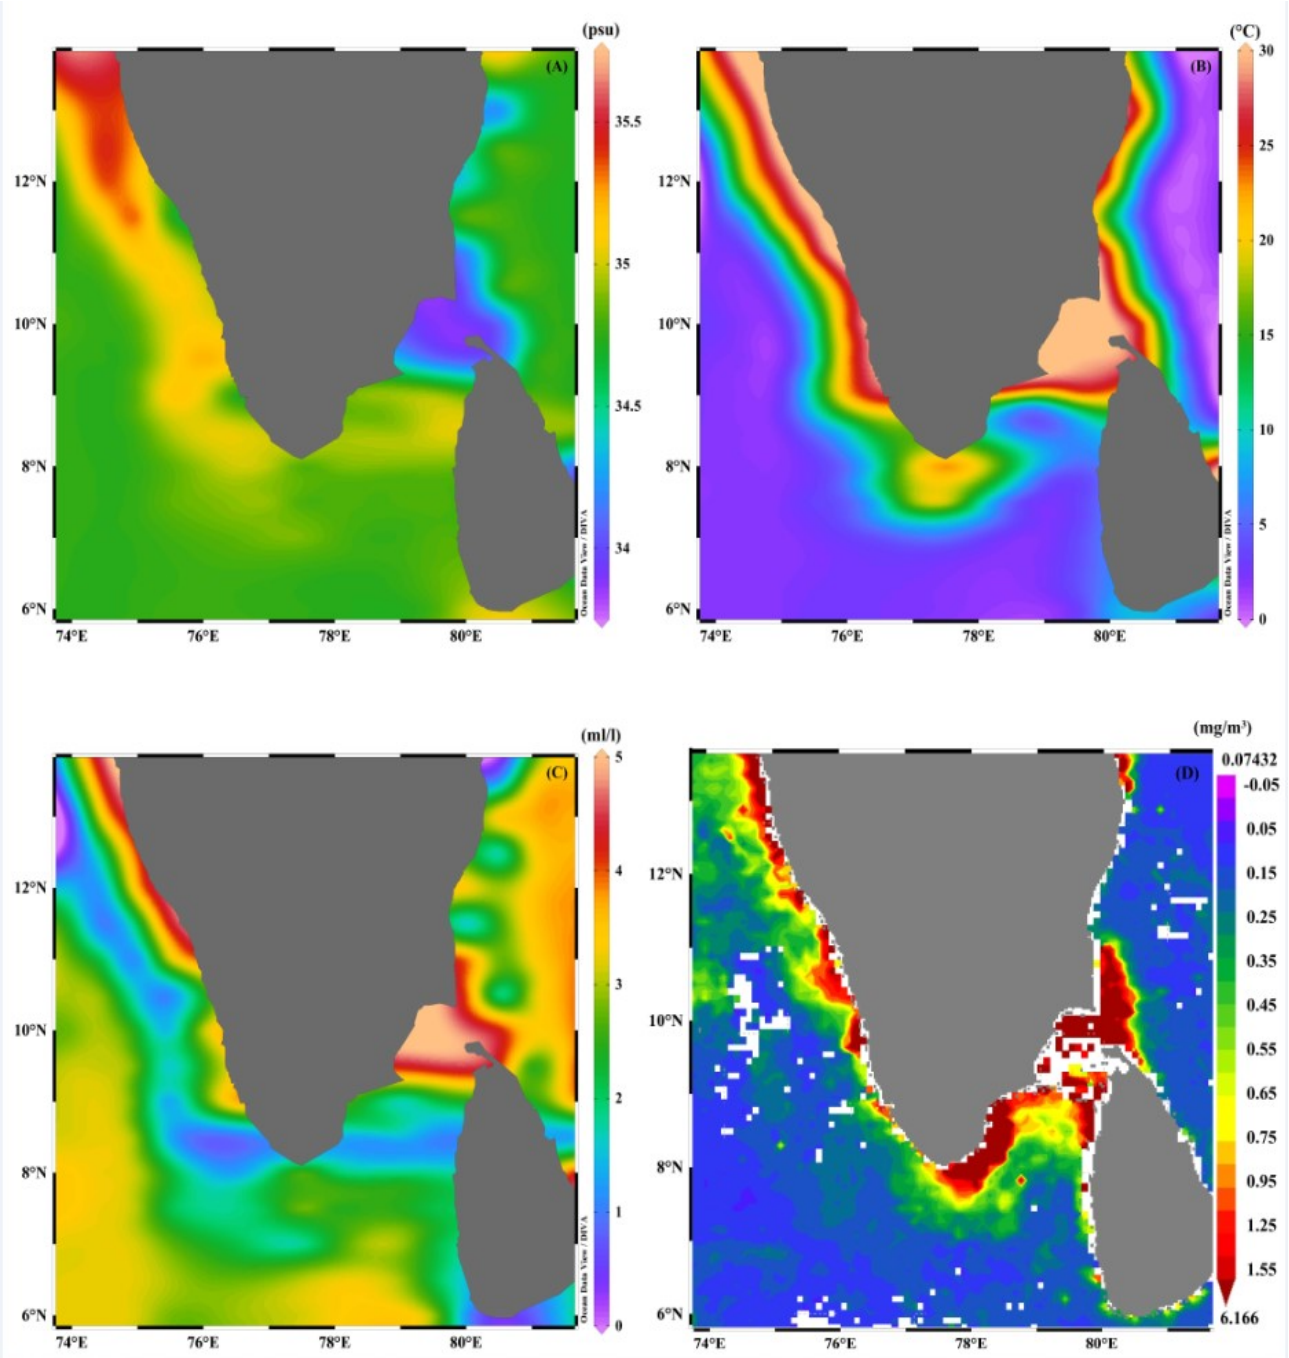 (psu)
(A)
35.5
35
34.5
34
12°N
10°N
8°N
6°N
74°E 76°E 78°E 80°E
Ocean Data View / DIVA
(°C)
(B)
30
25
20
15
10
5
0
12°N
10°N
8°N
6°N
74°E 76°E 78°E 80°E
Ocean Data View / DIVA
(ml/l)
(C)
5
4
3
2
1
0
12°N
10°N
8°N
6°N
74°E 76°E 78°E 80°E
Ocean Data View / DIVA
(mg/m³)
(D)
0.07432
-0.05
0.05
0.15
0.25
0.35
0.45
0.55
0.65
0.75
0.95
1.25
1.55
6.166
12°N
10°N
8°N
6°N
74°E 76°E 78°E 80°E